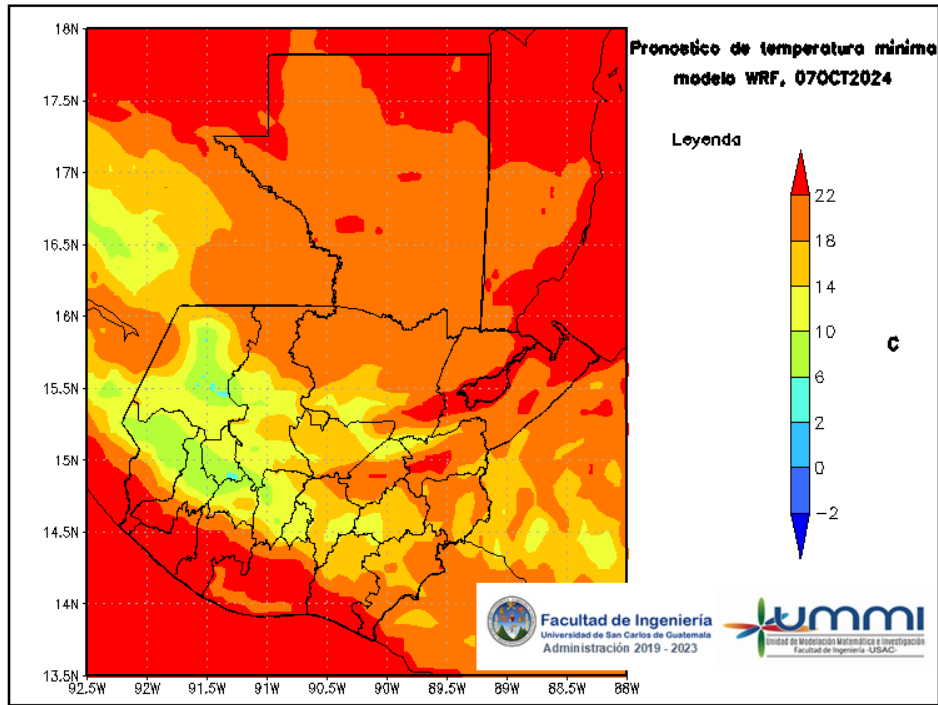 Pronostico de temperatura minima
modelo WRF, 07OCT2024
Leyenda
22
18
14
10
6
2
0
-2
C
18N
17.5N
17N
16.5N
16N
15.5N
15N
14.5N
14N
13.5N
92.5W
92W
91.5W
91W
90.5W
90W
89.5W
89W
88.5W
88W
Facultad de Ingeniería
Universidad de San Carlos de Guatemala
Administración 2019 - 2023
UMMI
Unidad de Modelación Matemática e Investigación
Facultad de Ingeniería -USAC-